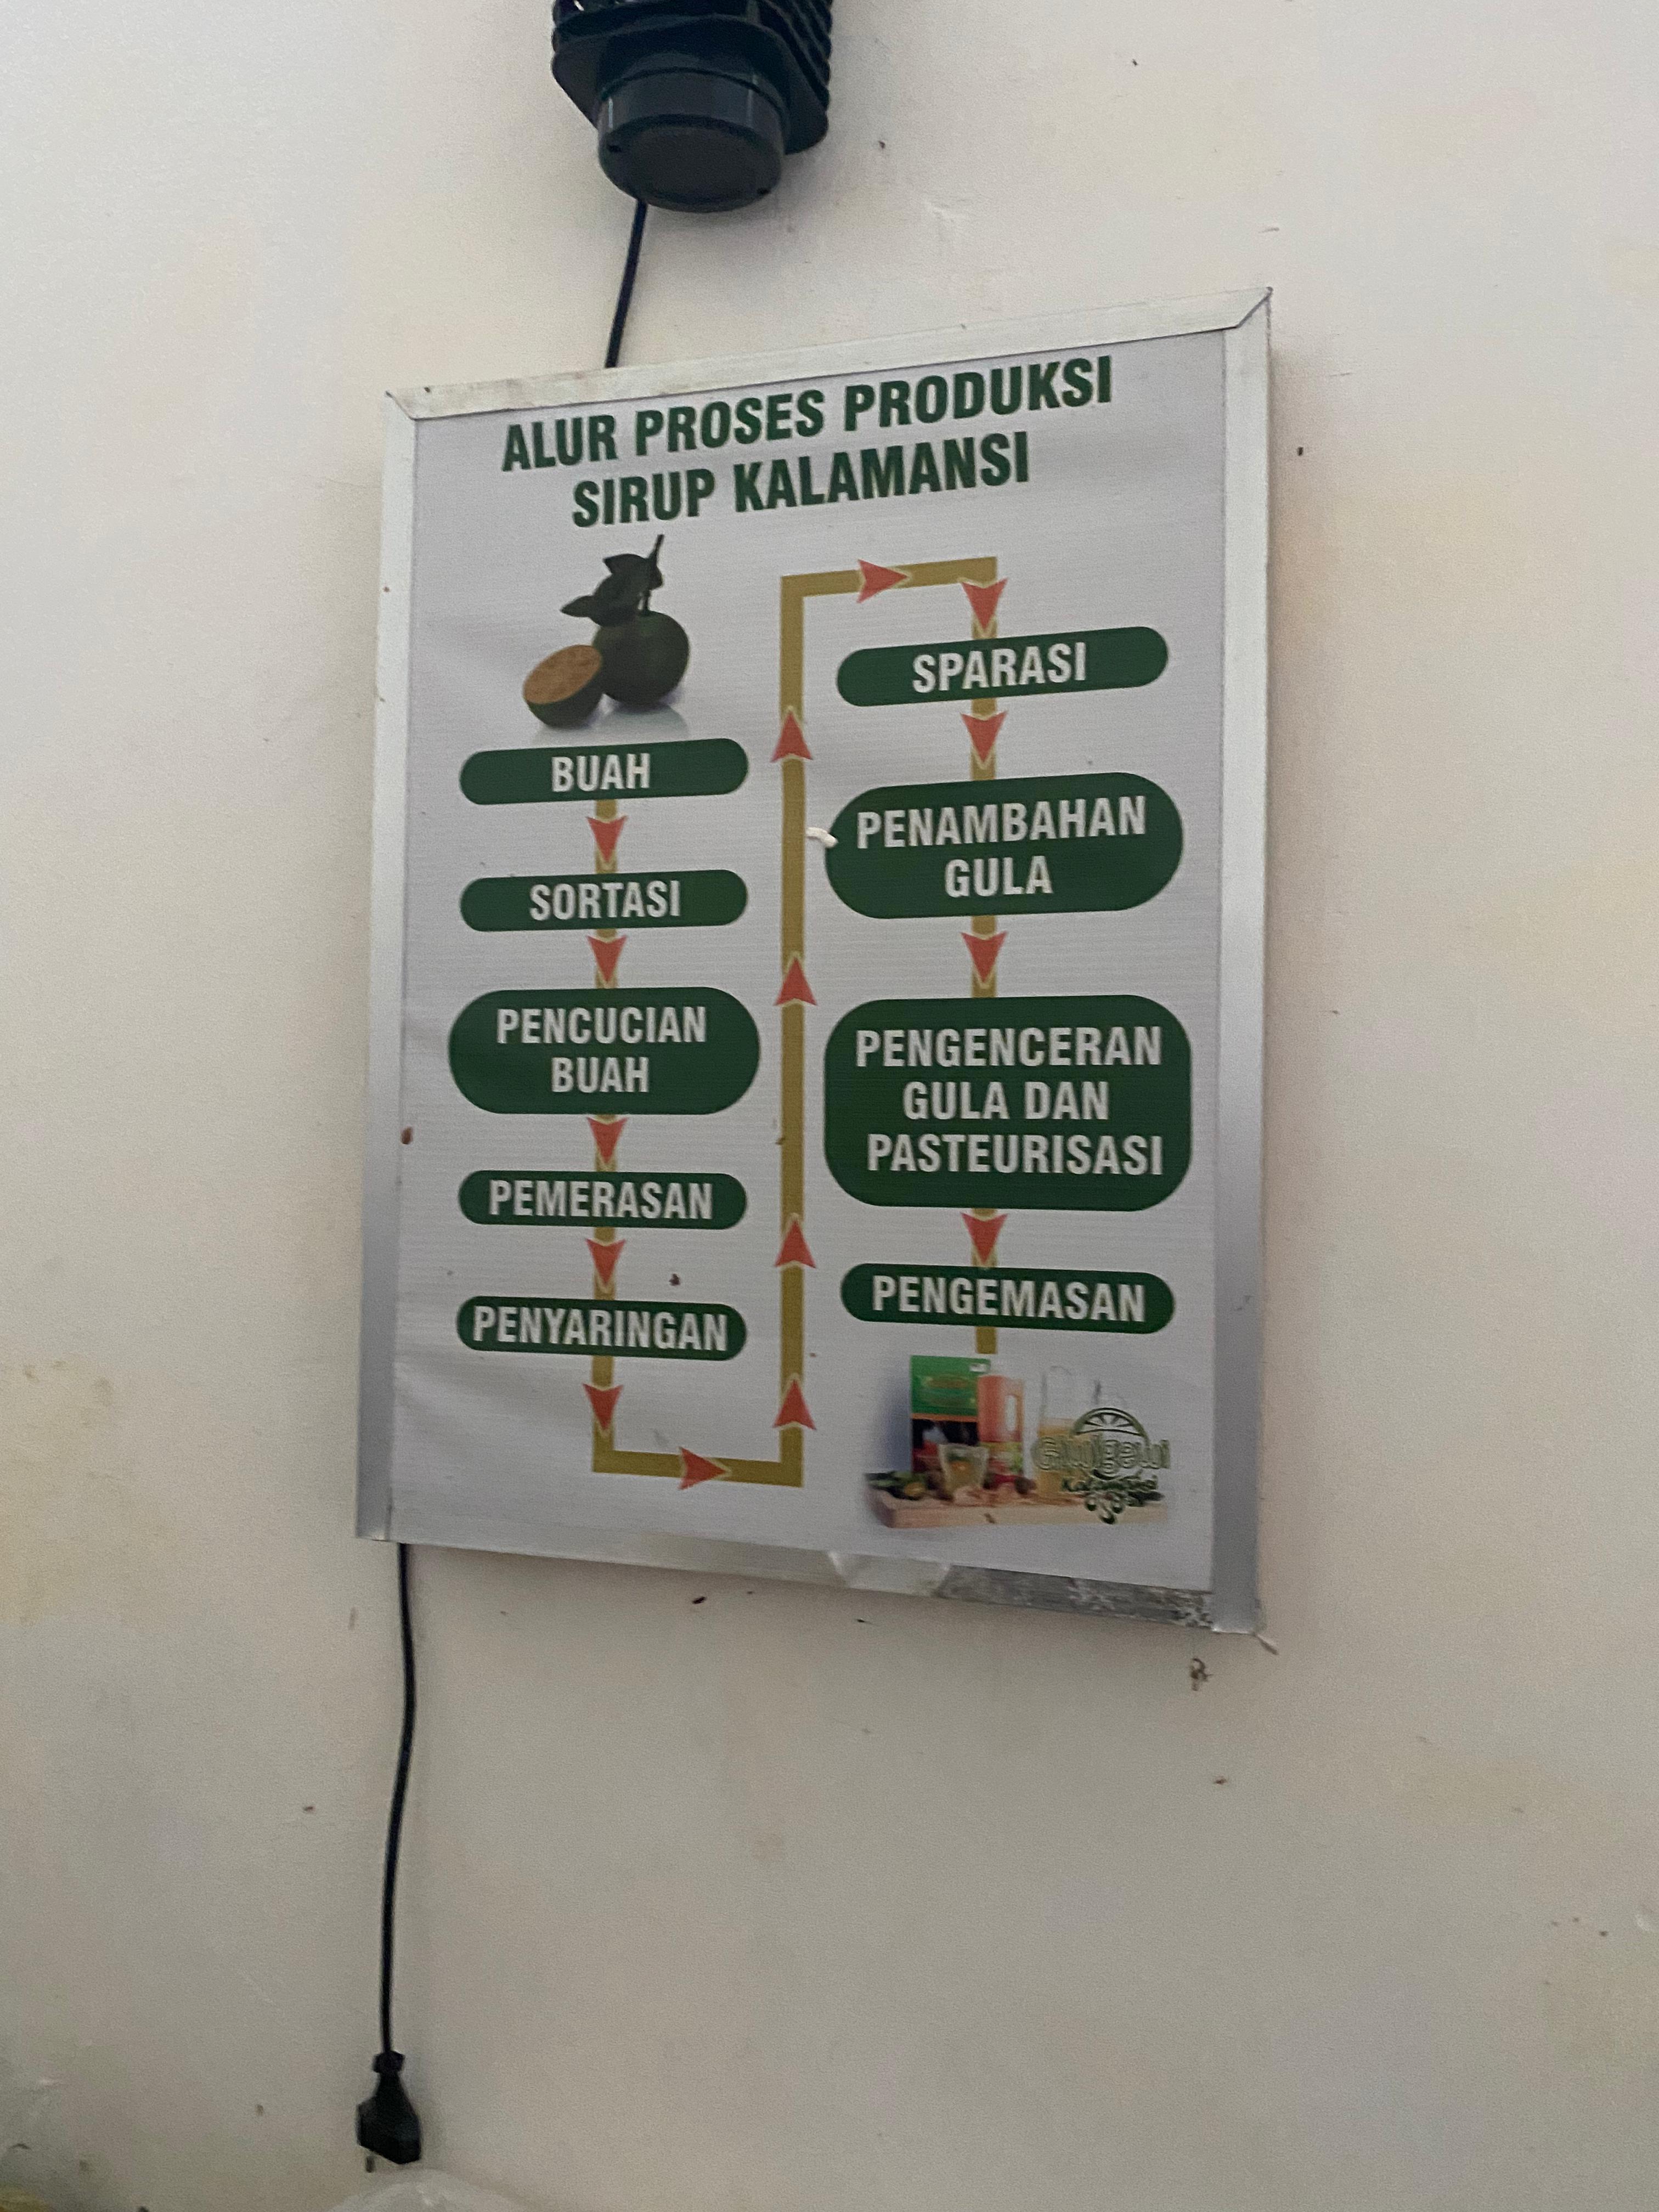 ALUR PROSES PRODUKSI
SIRUP KALAMANSI
BUAH
SORTASI
PENCUCIAN
BUAH
PEMERASAN
PENYARINGAN
SPARASI
PENAMBAHAN
GULA
PENGENCERAN
GULA DAN
PASTEURISASI
PENGEMASAN
Kalamansi